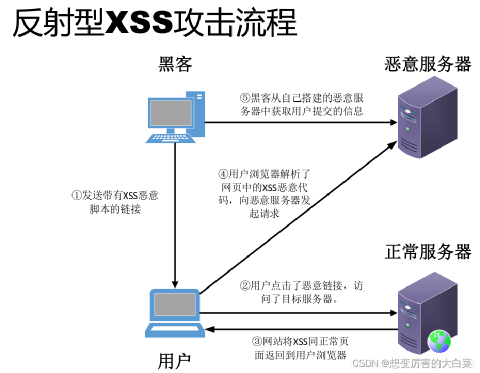 反射型XSS攻击流程
黑客
恶意服务器
⑤黑客从自己搭建的恶意服
务器中获取用户提交的信息
④用户浏览器解析了
网页中的XSS恶意代
码，向恶意服务器发
起请求
①发送带有XSS恶意
脚本的链接
正常服务器
②用户点击了恶意链接，访
问了目标服务器。
③网站将XSS同正常页
面返回到用户浏览器
用户
CSDN @想变厉害的大白菜